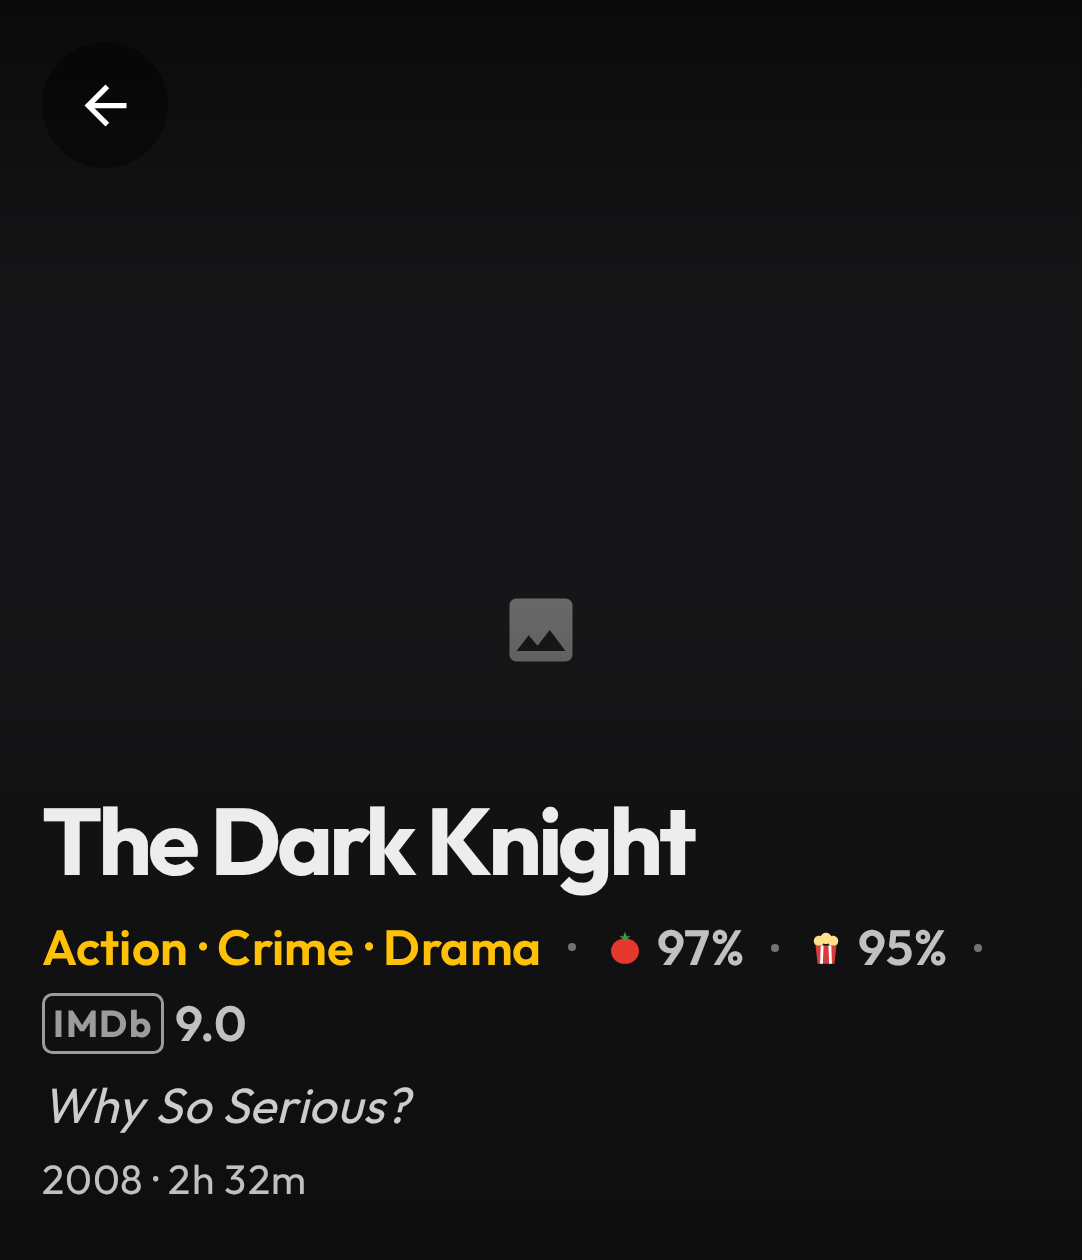 The Dark Knight
Action · Crime · Drama · 97% · 95% ·
IMDb 9.0
Why So Serious?
2008 · 2h 32m